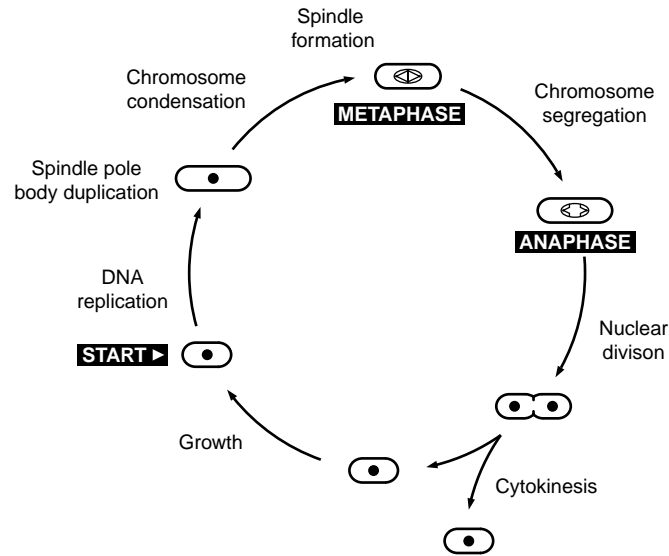 Spindle
formation
Chromosome
condensation
METAPHASE
Chromosome
segregation
Spindle pole
body duplication
ANAPHASE
DNA
replication
START ►
Nuclear
divison
Growth
Cytokinesis